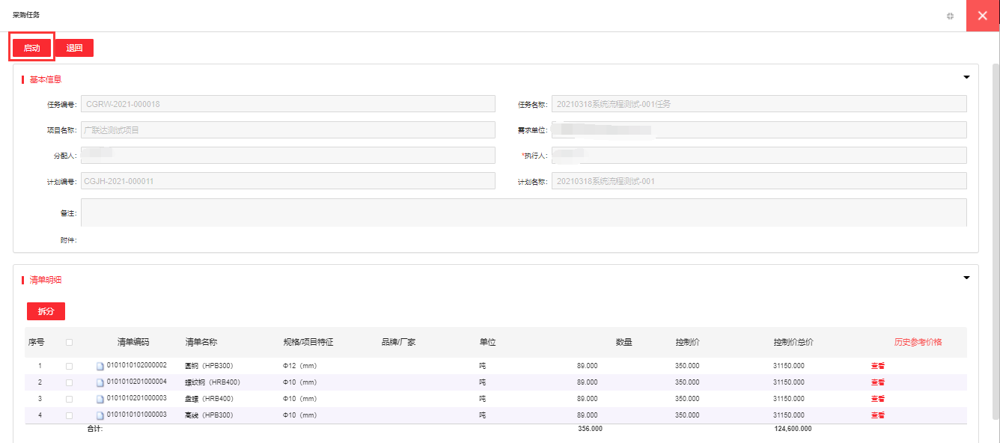 采购任务
启动 退回
基本信息
任务编号: CGRW-2021-000018 任务名称: 20210318系统流程测试-001任务
项目名称: 广联达测试项目 需求单位:
分配人: *执行人:
计划编号: CGJH-2021-000011 计划名称: 20210318系统流程测试-001
备注:
附件:
清单明细
拆分
序号 清单编码 清单名称 规格/项目特征 品牌/厂家 单位 数量 控制价 控制价总价 历史参考价格
1 0101010102000002 圆钢（HPB300） Φ12（mm） 吨 89.000 350.000 31150.000 查看
2 0101010201000004 螺纹钢（HRB400） Φ10（mm） 吨 89.000 350.000 31150.000 查看
3 0101010201000003 盘螺（HRB400） Φ10（mm） 吨 89.000 350.000 31150.000 查看
4 0101010101000003 高线（HPB300） Φ10（mm） 吨 89.000 350.000 31150.000 查看
合计: 356.000 124,600.000